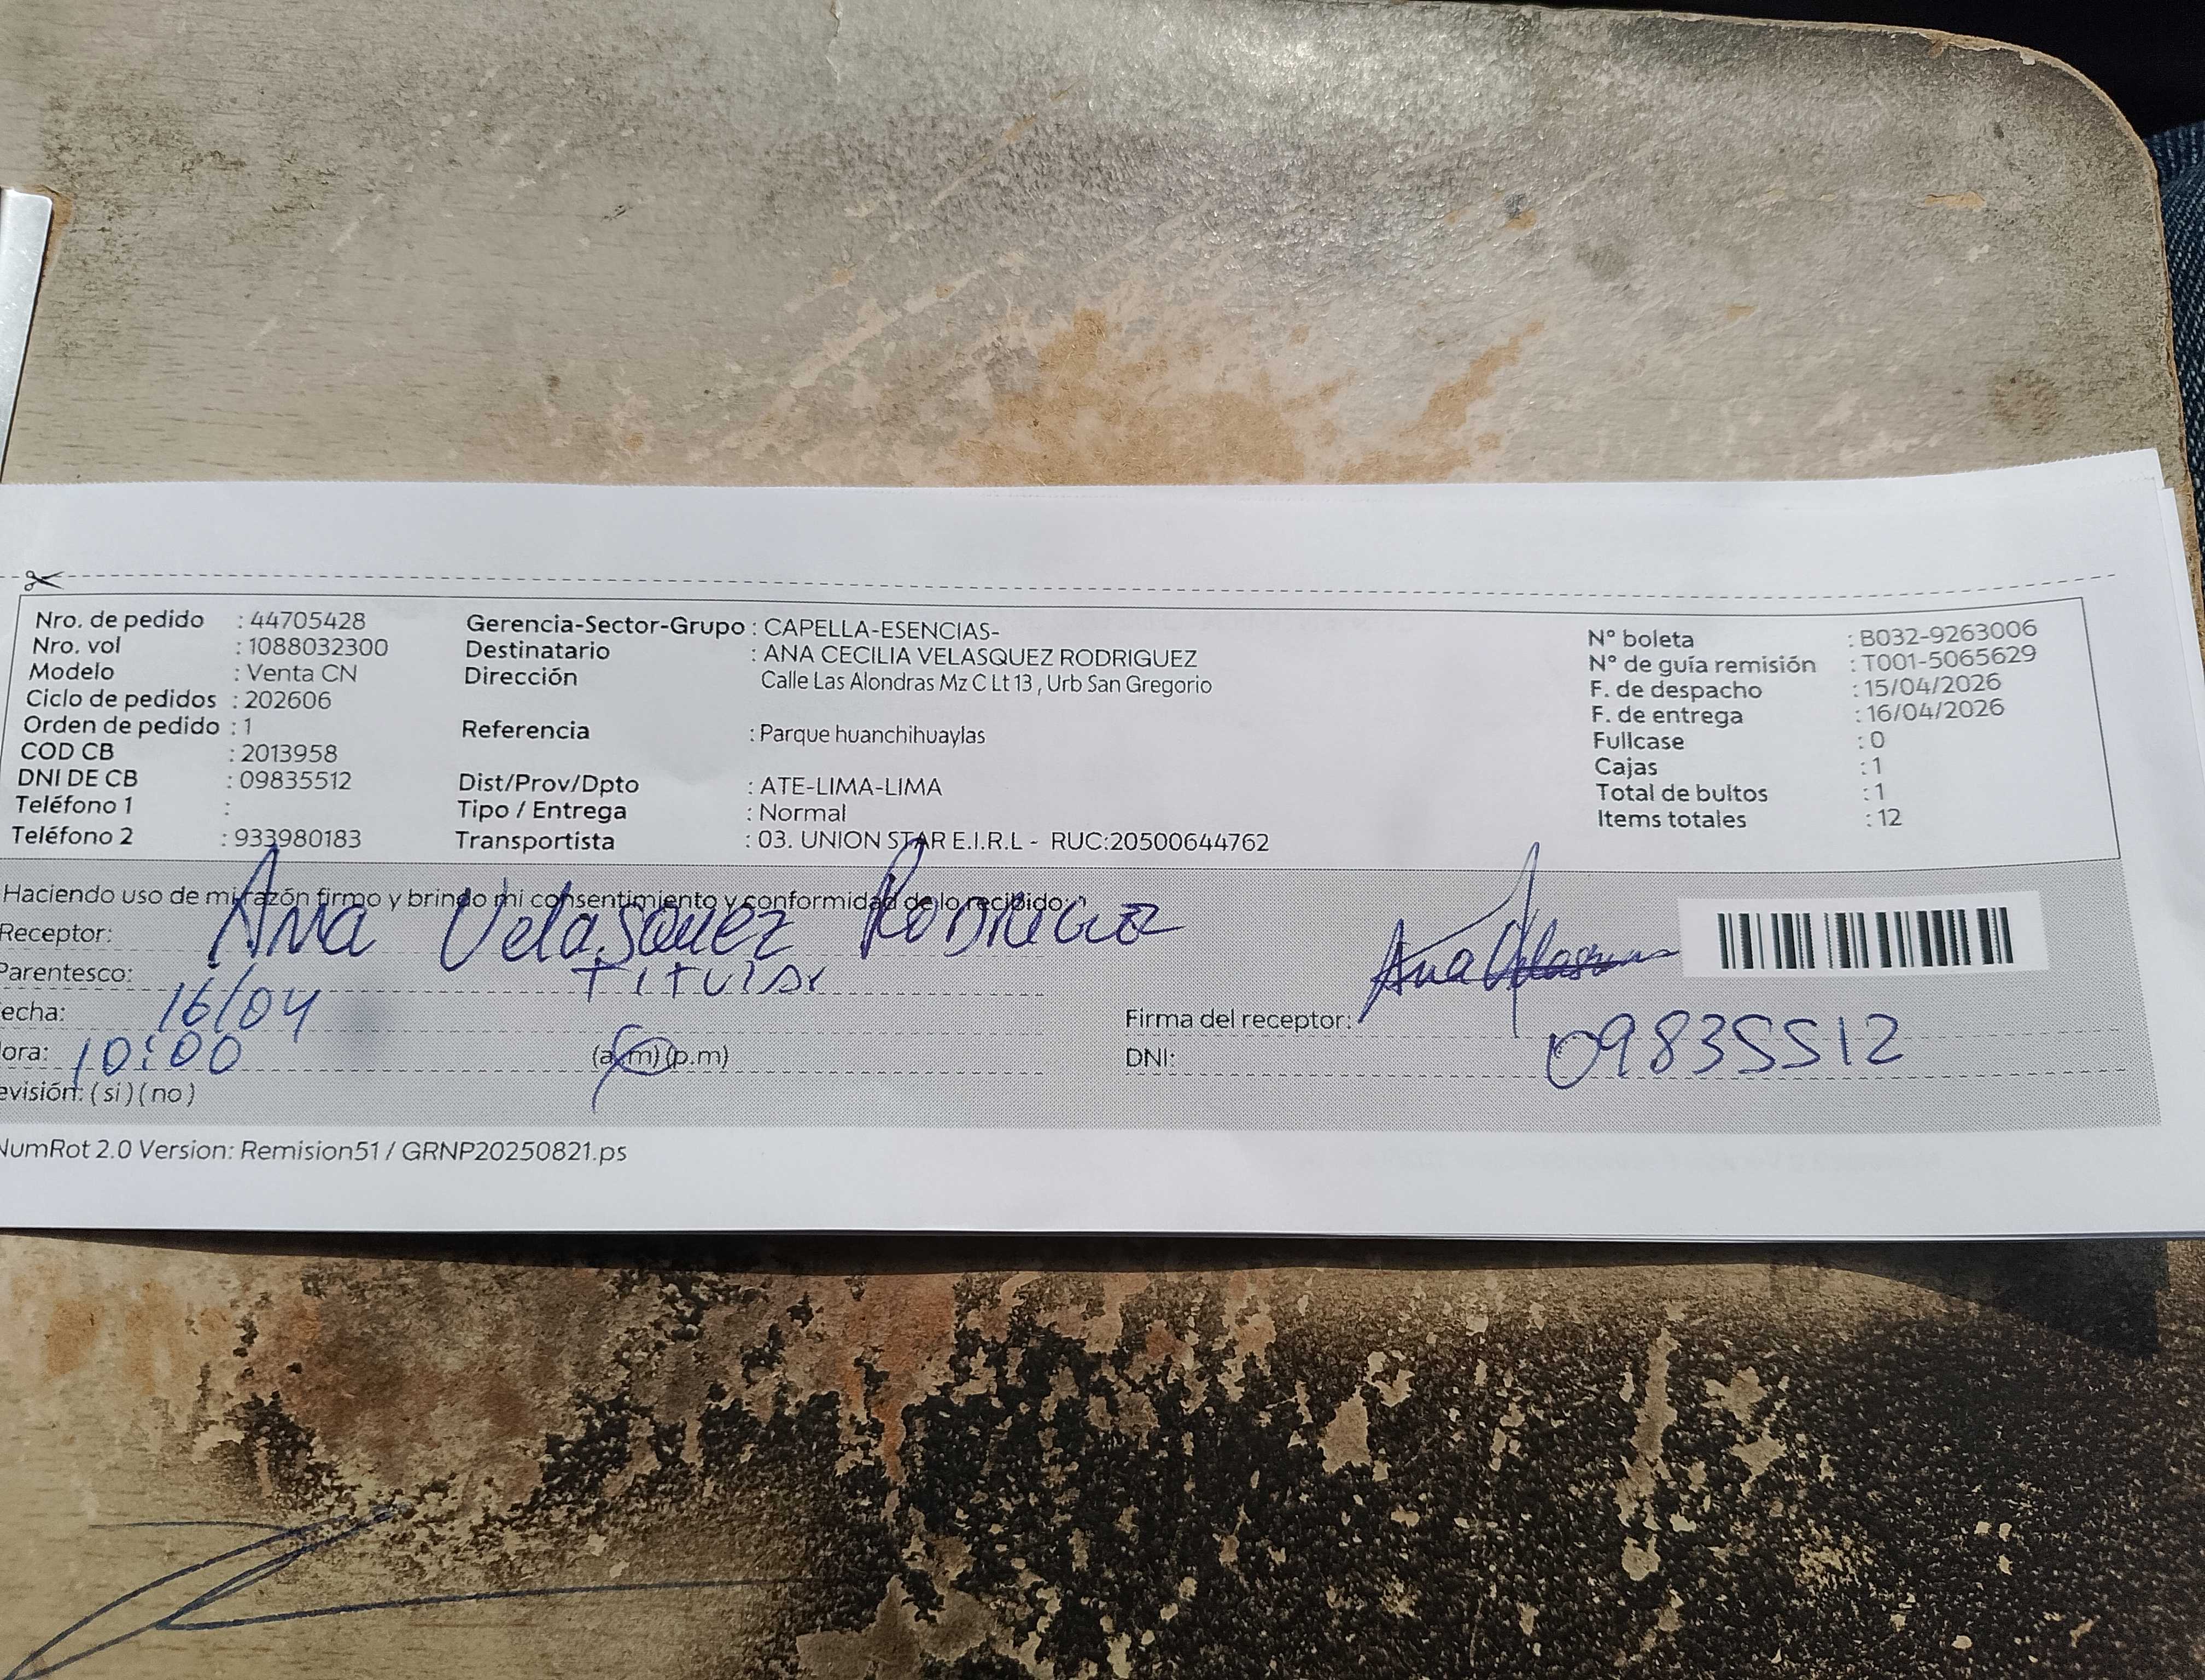 Nro. de pedido : 44705428
Nro. vol : 1088032300
Modelo : Venta CN
Ciclo de pedidos : 202606
Orden de pedido : 1
COD CB : 2013958
DNI DE CB : 09835512
Teléfono 1 :
Teléfono 2 : 933980183
Gerencia-Sector-Grupo : CAPELLA-ESENCIAS-
Destinatario : ANA CECILIA VELASQUEZ RODRIGUEZ
Dirección Calle Las Alondras Mz C Lt 13 , Urb San Gregorio
Referencia : Parque huanchihuaylas
Dist/Prov/Dpto : ATE-LIMA-LIMA
Tipo / Entrega : Normal
Transportista : 03. UNION STAR E.I.R.L - RUC:20500644762
N° boleta : B032-9263006
N° de guía remisión : T001-5065629
F. de despacho : 15/04/2026
F. de entrega : 16/04/2026
Fullcase : 0
Cajas : 1
Total de bultos : 1
Items totales : 12
Haciendo uso de mi razón firmo y brindo mi consentimiento y conformidad de lo recibido:
Receptor: Ana Velasquez
Parentesco: TITULAR
echa: 16/04
ora: 10:00 (a.m) (p.m)
evisión: ( si ) ( no )
Firma del receptor: Ana
DNI: 09835512
NumRot 2.0 Version: Remision51 / GRNP20250821.ps